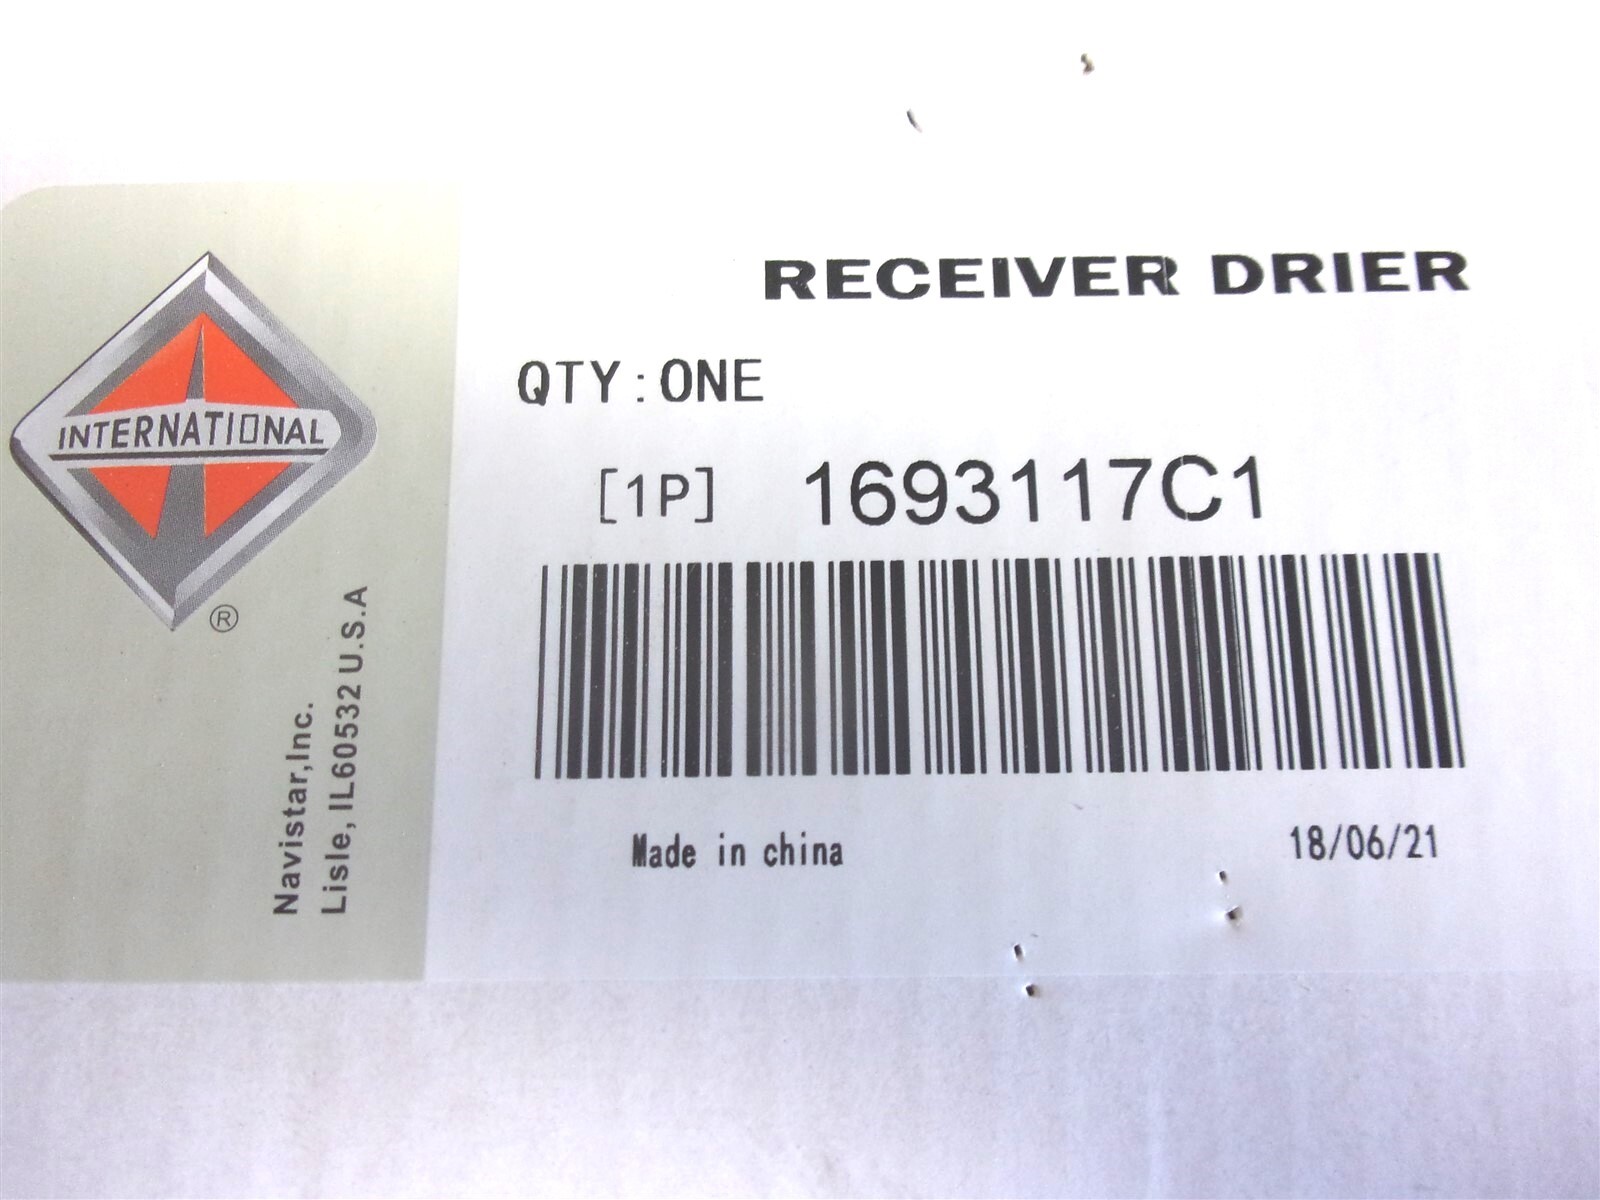 RECEIVER DRIER
QTY:ONE
[1P] 1693117C1
Made in china
18/06/21
INTERNATIONAL
®
Navistar,Inc.
Lisle, IL60532 U.S.A